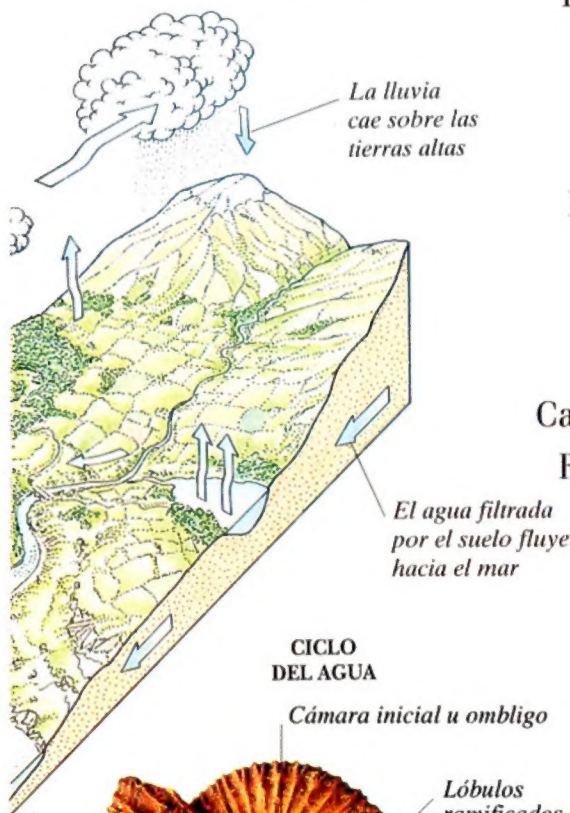 La lluvia
cae sobre las
tierras altas
El agua filtrada
por el suelo fluye
hacia el mar
CICLO
DEL AGUA
Cámara inicial u ombligo
Lóbulos
ramificados